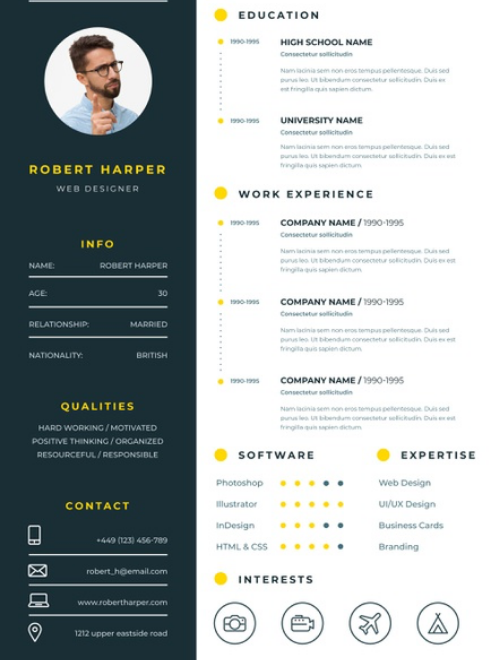 ROBERT HARPER
WEB DESIGNER
INFO
NAME: ROBERT HARPER
AGE: 30
RELATIONSHIP: MARRIED
NATIONALITY: BRITISH
QUALITIES
HARD WORKING / MOTIVATED
POSITIVE THINKING / ORGANIZED
RESOURCEFUL / RESPONSIBLE
CONTACT
+449 (123) 456-789
robert_h@email.com
www.robertharper.com
1212 upper eastside road
EDUCATION
1990-1995 HIGH SCHOOL NAME
Consectetur sollicitudin
Nam lacinia sem non eros tempus pellentesque. Duis sed
purus leo. Ut bibendum consectetur sollicitudin. Duis ex
est fringilla quis sapien dictum.
1990-1995 UNIVERSITY NAME
Consectetur sollicitudin
Nam lacinia sem non eros tempus pellentesque. Duis sed
purus leo. Ut bibendum consectetur sollicitudin. Duis ex est
fringilla quis sapien dictum.
WORK EXPERIENCE
1990-1995 COMPANY NAME / 1990-1995
Consectetur sollicitudin
Nam lacinia sem non eros tempus pellentesque. Duis sed
purus leo. Ut bibendum consectetur sollicitudin. Duis ex est
fringilla quis sapien dictum.
1990-1995 COMPANY NAME / 1990-1995
Consectetur sollicitudin
Nam lacinia sem non eros tempus pellentesque. Duis sed
purus leo. Ut bibendum consectetur sollicitudin. Duis ex est
fringilla quis sapien dictum.
1990-1995 COMPANY NAME / 1990-1995
Consectetur sollicitudin
Nam lacinia sem non eros tempus pellentesque. Duis sed
purus leo. Ut bibendum consectetur sollicitudin. Duis ex est
fringilla quis sapien dictum.
SOFTWARE
Photoshop
Illustrator
InDesign
HTML & CSS
EXPERTISE
Web Design
UI/UX Design
Business Cards
Branding
INTERESTS